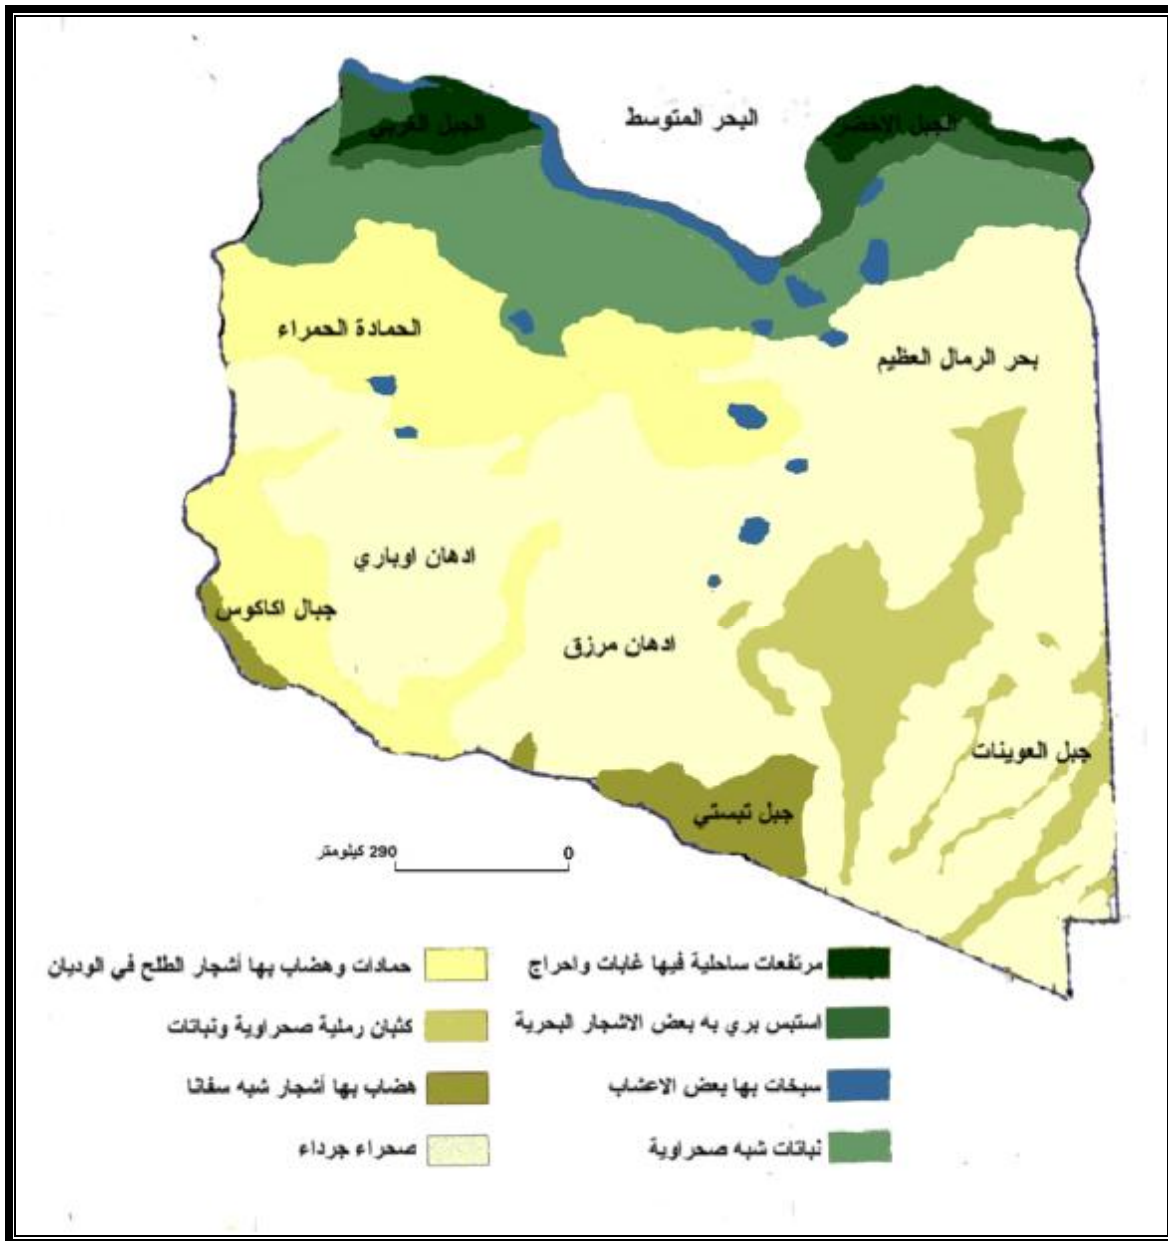 البحر المتوسط
الجبل الاخضر
الجبل الغربي
الحمادة الحمراء
بحر الرمال العظيم
ادهان اوباري
جبال اكاكوس
ادهان مرزق
جبل العوينات
جبل تبستي
290 كيلومتر
0
مرتفعات ساحلية فيها غابات واحراج
استبس بري به بعض الاشجار البحرية
سبخات بها بعض الاعشاب
نباتات شبه صحراوية
حمادات وهضاب بها أشجار الطلح في الوديان
كثبان رملية صحراوية ونباتات
هضاب بها أشجار شبه سفانا
صحراء جرداء